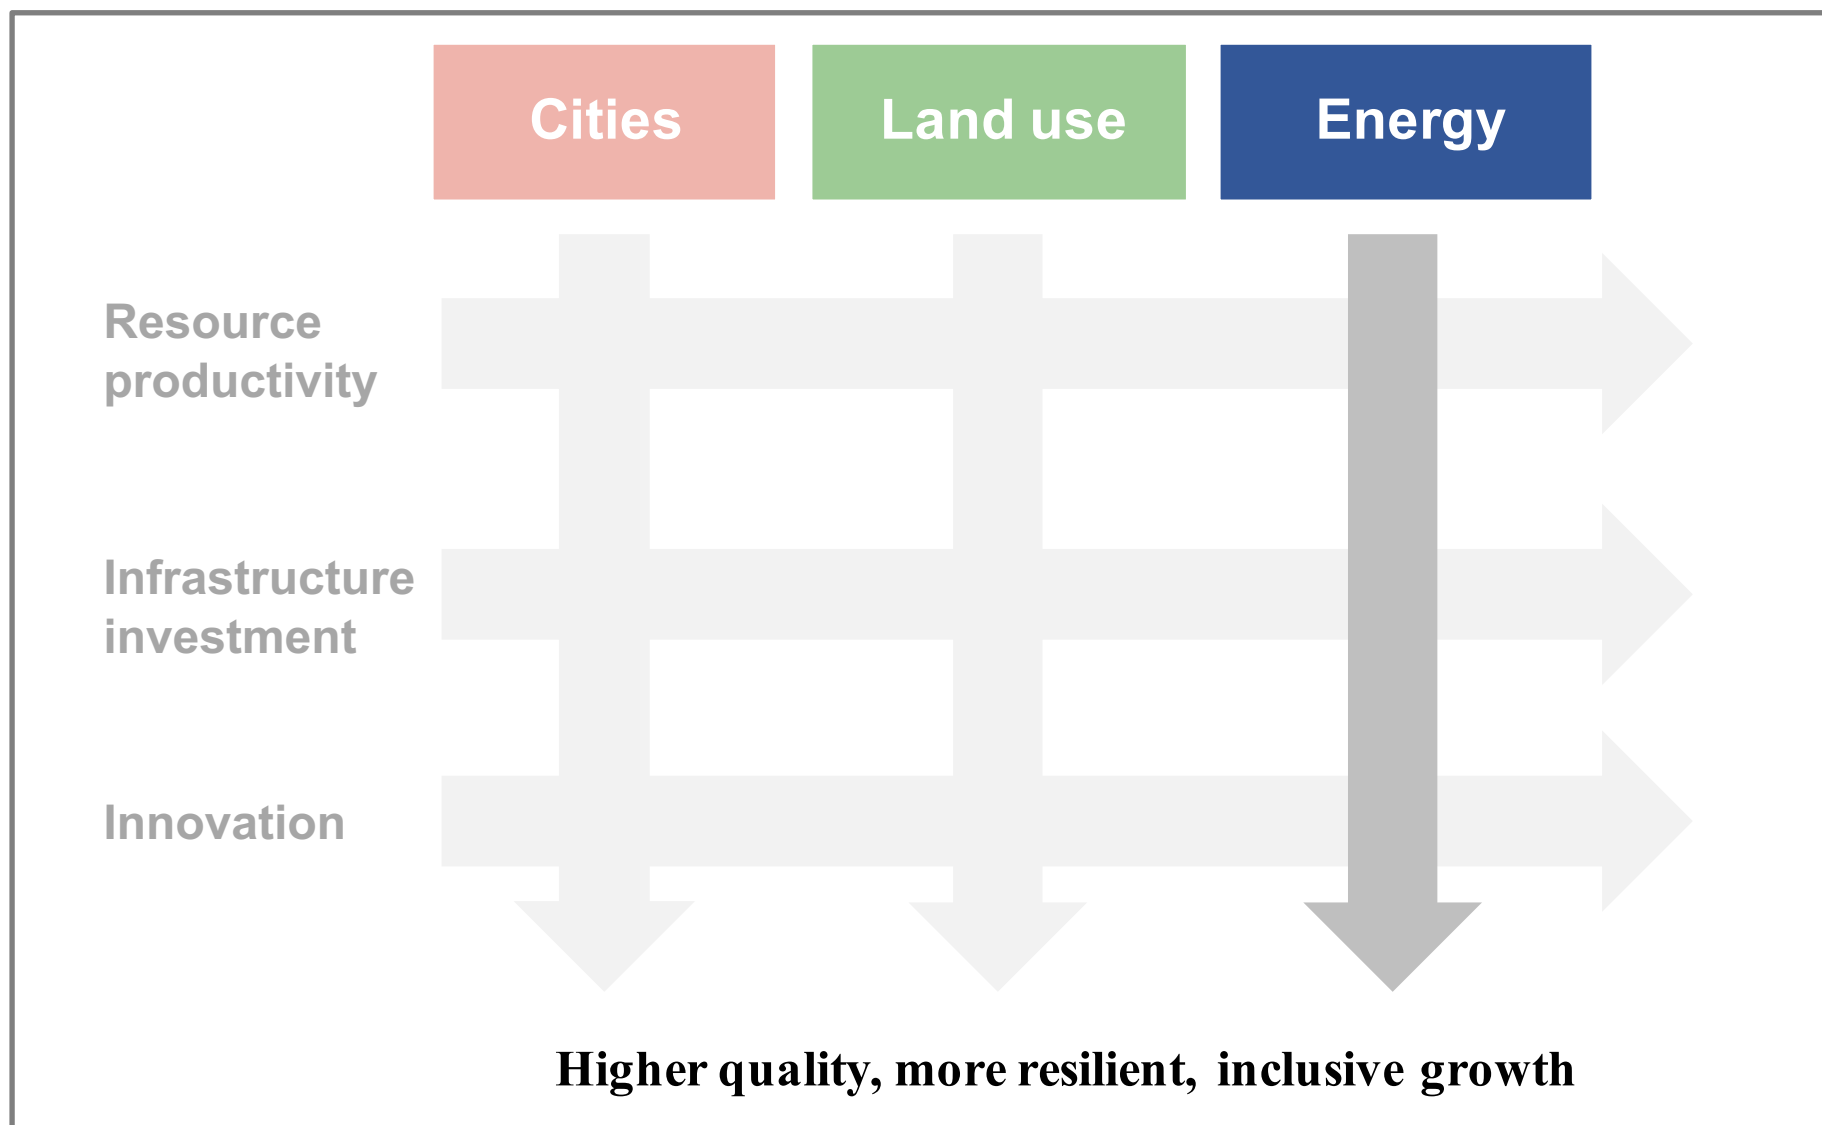 Cities
Land use
Energy
Resource
productivity
Infrastructure
investment
Innovation
Higher quality, more resilient, inclusive growth